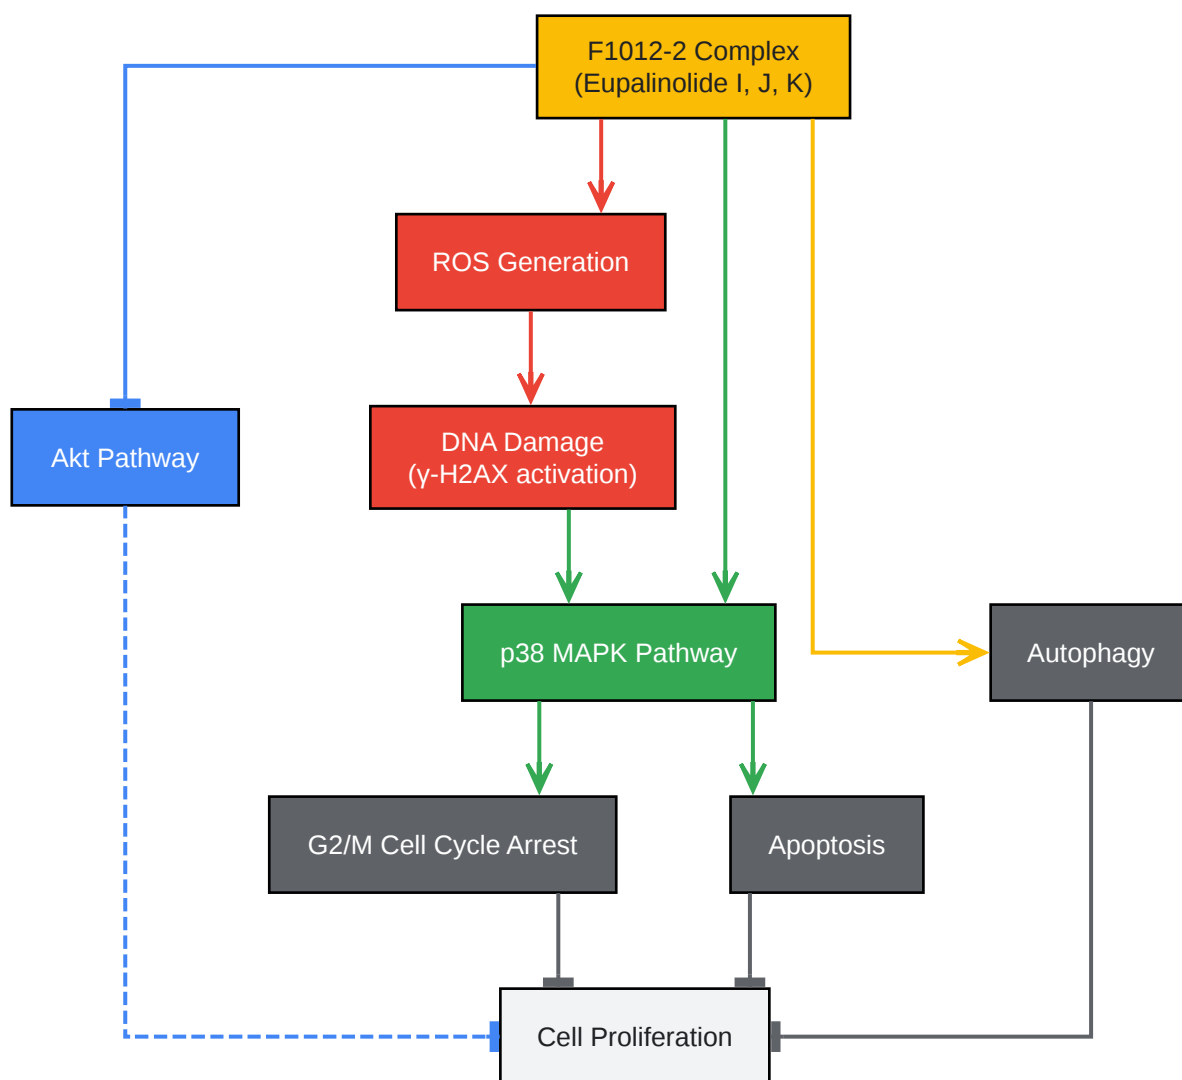 F1012-2 Complex
(Eupalinolide I, J, K)
ROS Generation
DNA Damage
(γ-H2AX activation)
Akt Pathway
p38 MAPK Pathway
Autophagy
G2/M Cell Cycle Arrest
Apoptosis
Cell Proliferation